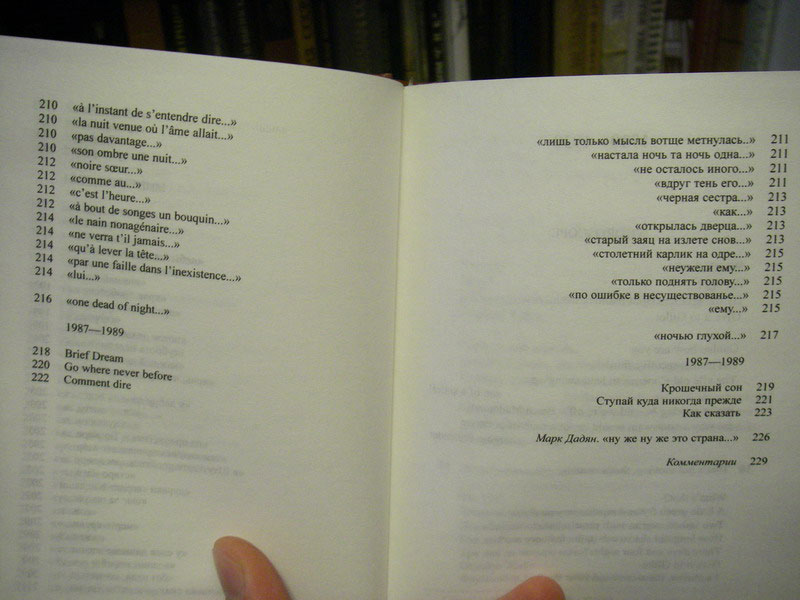 210 «à l’instant de s’entendre dire...»
210 «la nuit venue où l’âme allait...»
210 «pas davantage...»
210 «son ombre une nuit...»
212 «noire sœur...»
212 «comme au...»
212 «c’est l’heure...»
212 «à bout de songes un bouquin...»
214 «le nain nonagénaire...»
214 «ne verra t’il jamais...»
214 «qu’à lever la tête...»
214 «par une faille dans l’inexistence...»
214 «lui...»
216 «one dead of night...»
1987—1989
218 Brief Dream
220 Go where never before
222 Comment dire
«лишь только мысль вотще метнулась..» 211
«настала ночь та ночь одна...» 211
«не осталось иного...» 211
«вдруг тень его...» 211
«черная сестра...» 213
«как...» 213
«открылась дверца...» 213
«старый заяц на излете снов...» 213
«столетний карлик на одре...» 215
«неужели ему...» 215
«только поднять голову...» 215
«по ошибке в несуществованье...» 215
«ему...» 215
«ночью глухой...» 217
1987—1989
Крошечный сон 219
Ступай куда никогда прежде 221
Как сказать 223
Марк Дадян. «ну же ну же это страна...» 226
Комментарии 229